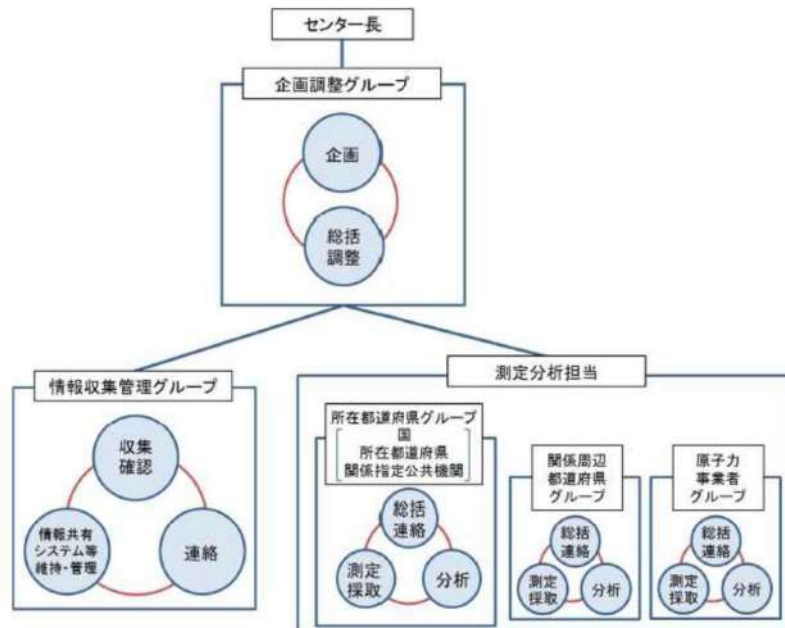 センター長
企画調整グループ
企画
総括
調整
情報収集管理グループ
収集
確認
情報共有
システム等
維持・管理
連絡
測定分析担当
所在都道府県グループ
国
所在都道府県
関係指定公共機関
総括
連絡
測定
採取
分析
関係周辺
都道府県
グループ
総括
連絡
測定
採取
分析
原子力
事業者
グループ
総括
連絡
測定
採取
分析